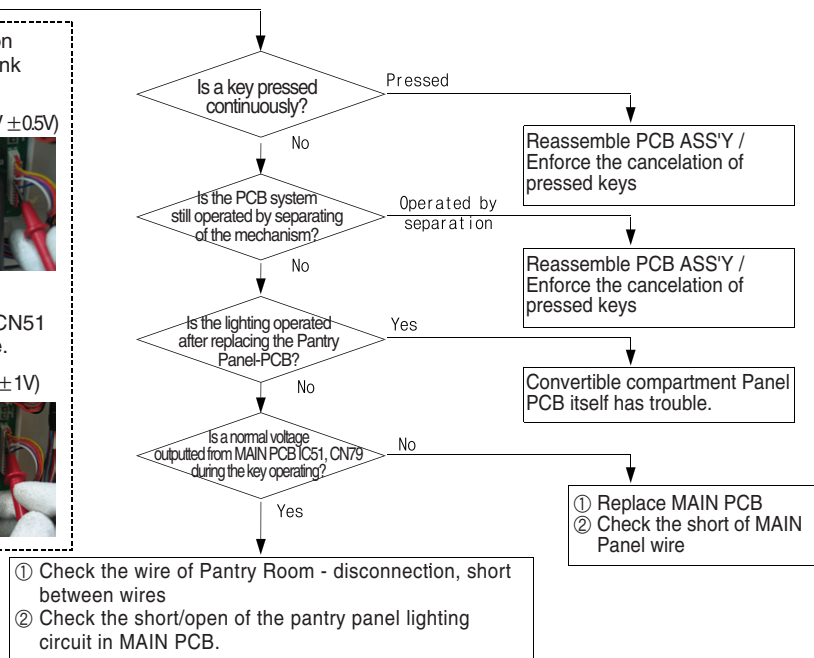 on
nk
/ ±0.5V)
CN51
e.
±1V)
Is a key pressed
continuously?
Pressed
No
Reassemble PCB ASS'Y /
Enforce the cancelation of
pressed keys
Is the PCB system
still operated by separating
of the mechanism?
Operated by
separation
No
Reassemble PCB ASS'Y /
Enforce the cancelation of
pressed keys
Is the lighting operated
after replacing the Pantry
Panel-PCB?
Yes
No
Convertible compartment Panel
PCB itself has trouble.
Is a normal voltage
outputted from MAIN PCB IC51, CN79
during the key operating?
No
Yes
① Replace MAIN PCB
② Check the short of MAIN
Panel wire
① Check the wire of Pantry Room - disconnection, short
between wires
② Check the short/open of the pantry panel lighting
circuit in MAIN PCB.